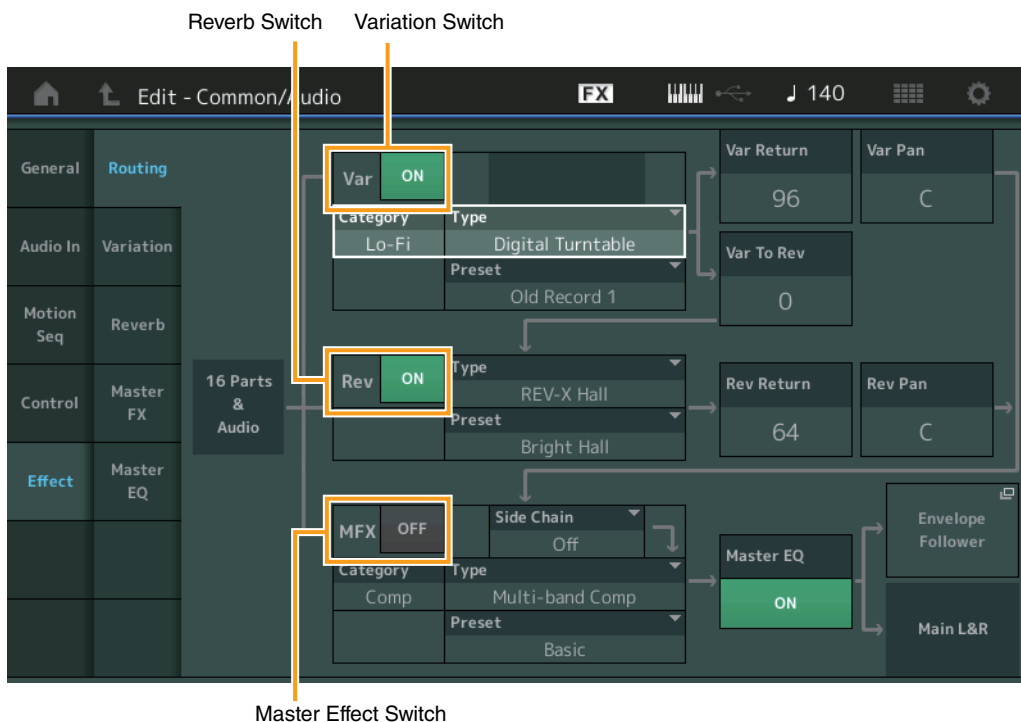 Reverb Switch
Variation Switch
Edit - Common/Audio
FX
♩ 140
General
Routing
Audio In
Variation
Motion
Seq
Reverb
Control
Master
FX
Effect
Master
EQ
16 Parts
&
Audio
Var
ON
Category
Type
Lo-Fi
Digital Turntable
Preset
Old Record 1
Var Return
96
Var Pan
C
Var To Rev
0
Rev
ON
Type
REV-X Hall
Preset
Bright Hall
Rev Return
64
Rev Pan
C
MFX
OFF
Side Chain
Off
Category
Type
Comp
Multi-band Comp
Preset
Basic
Master EQ
ON
Envelope
Follower
Main L&R
Master Effect Switch